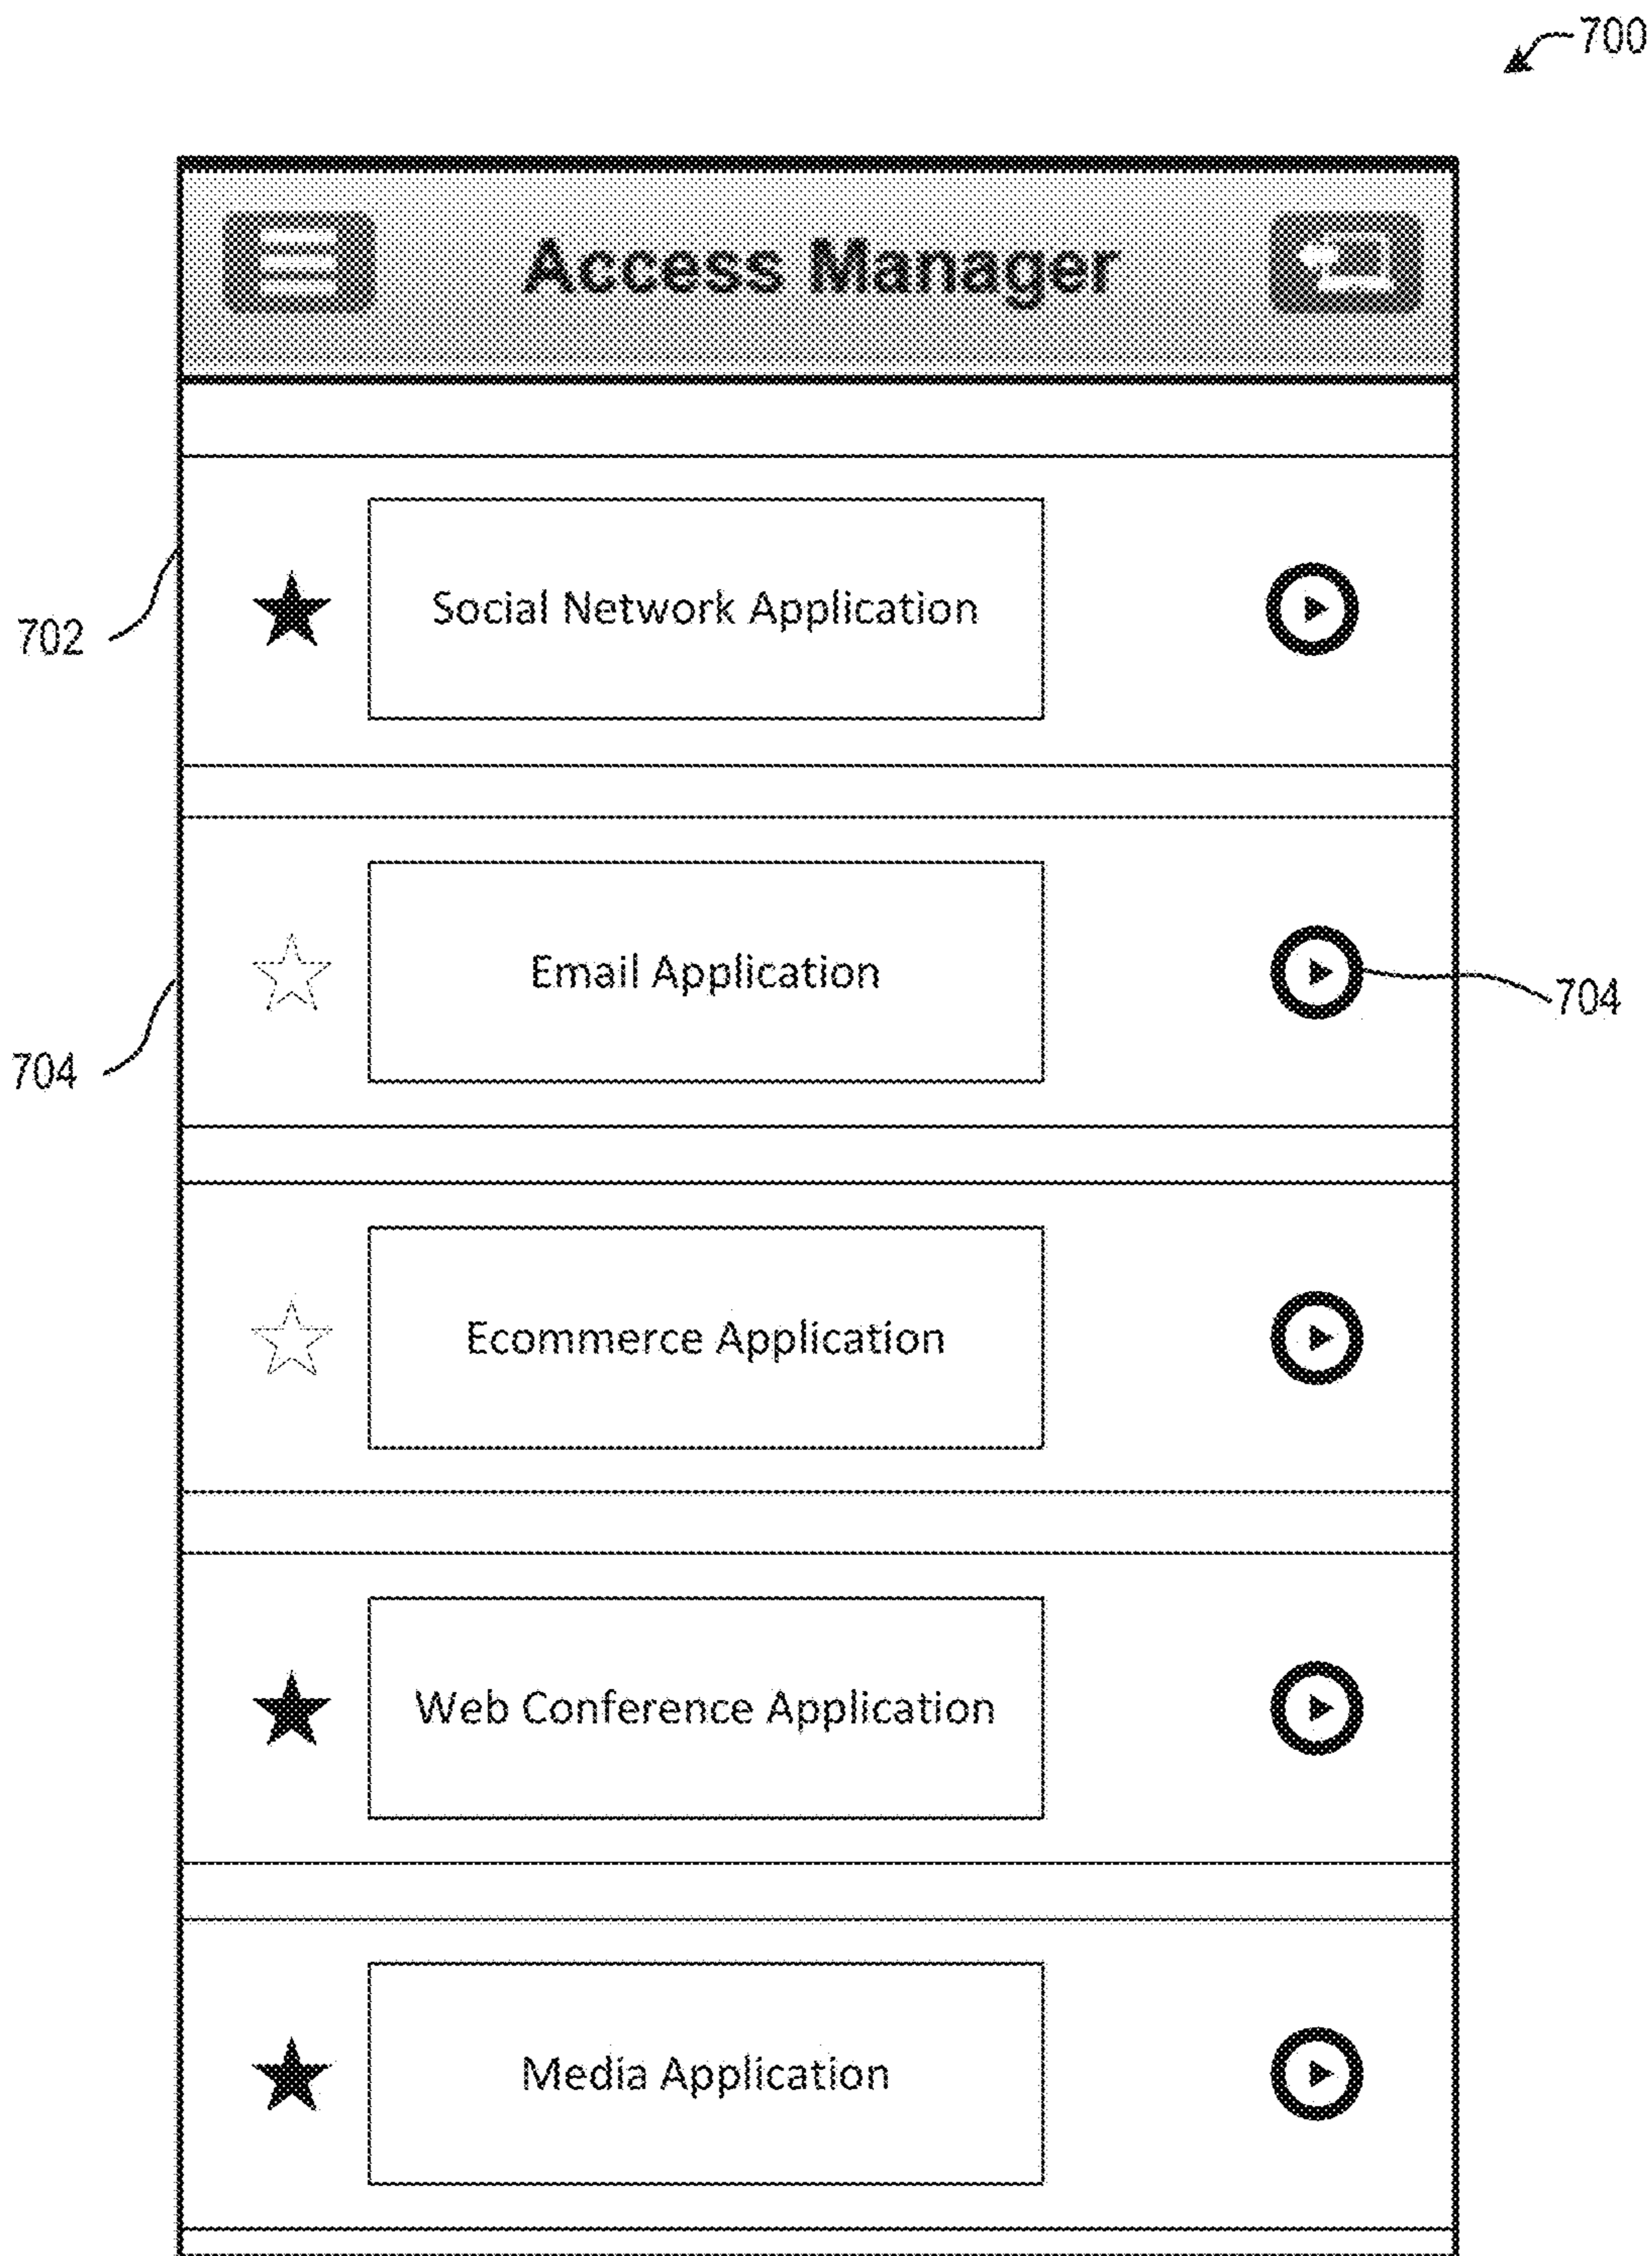 700
Access Manager
Social Network Application
702
Email Application
704
704
Ecommerce Application
Web Conference Application
Media Application